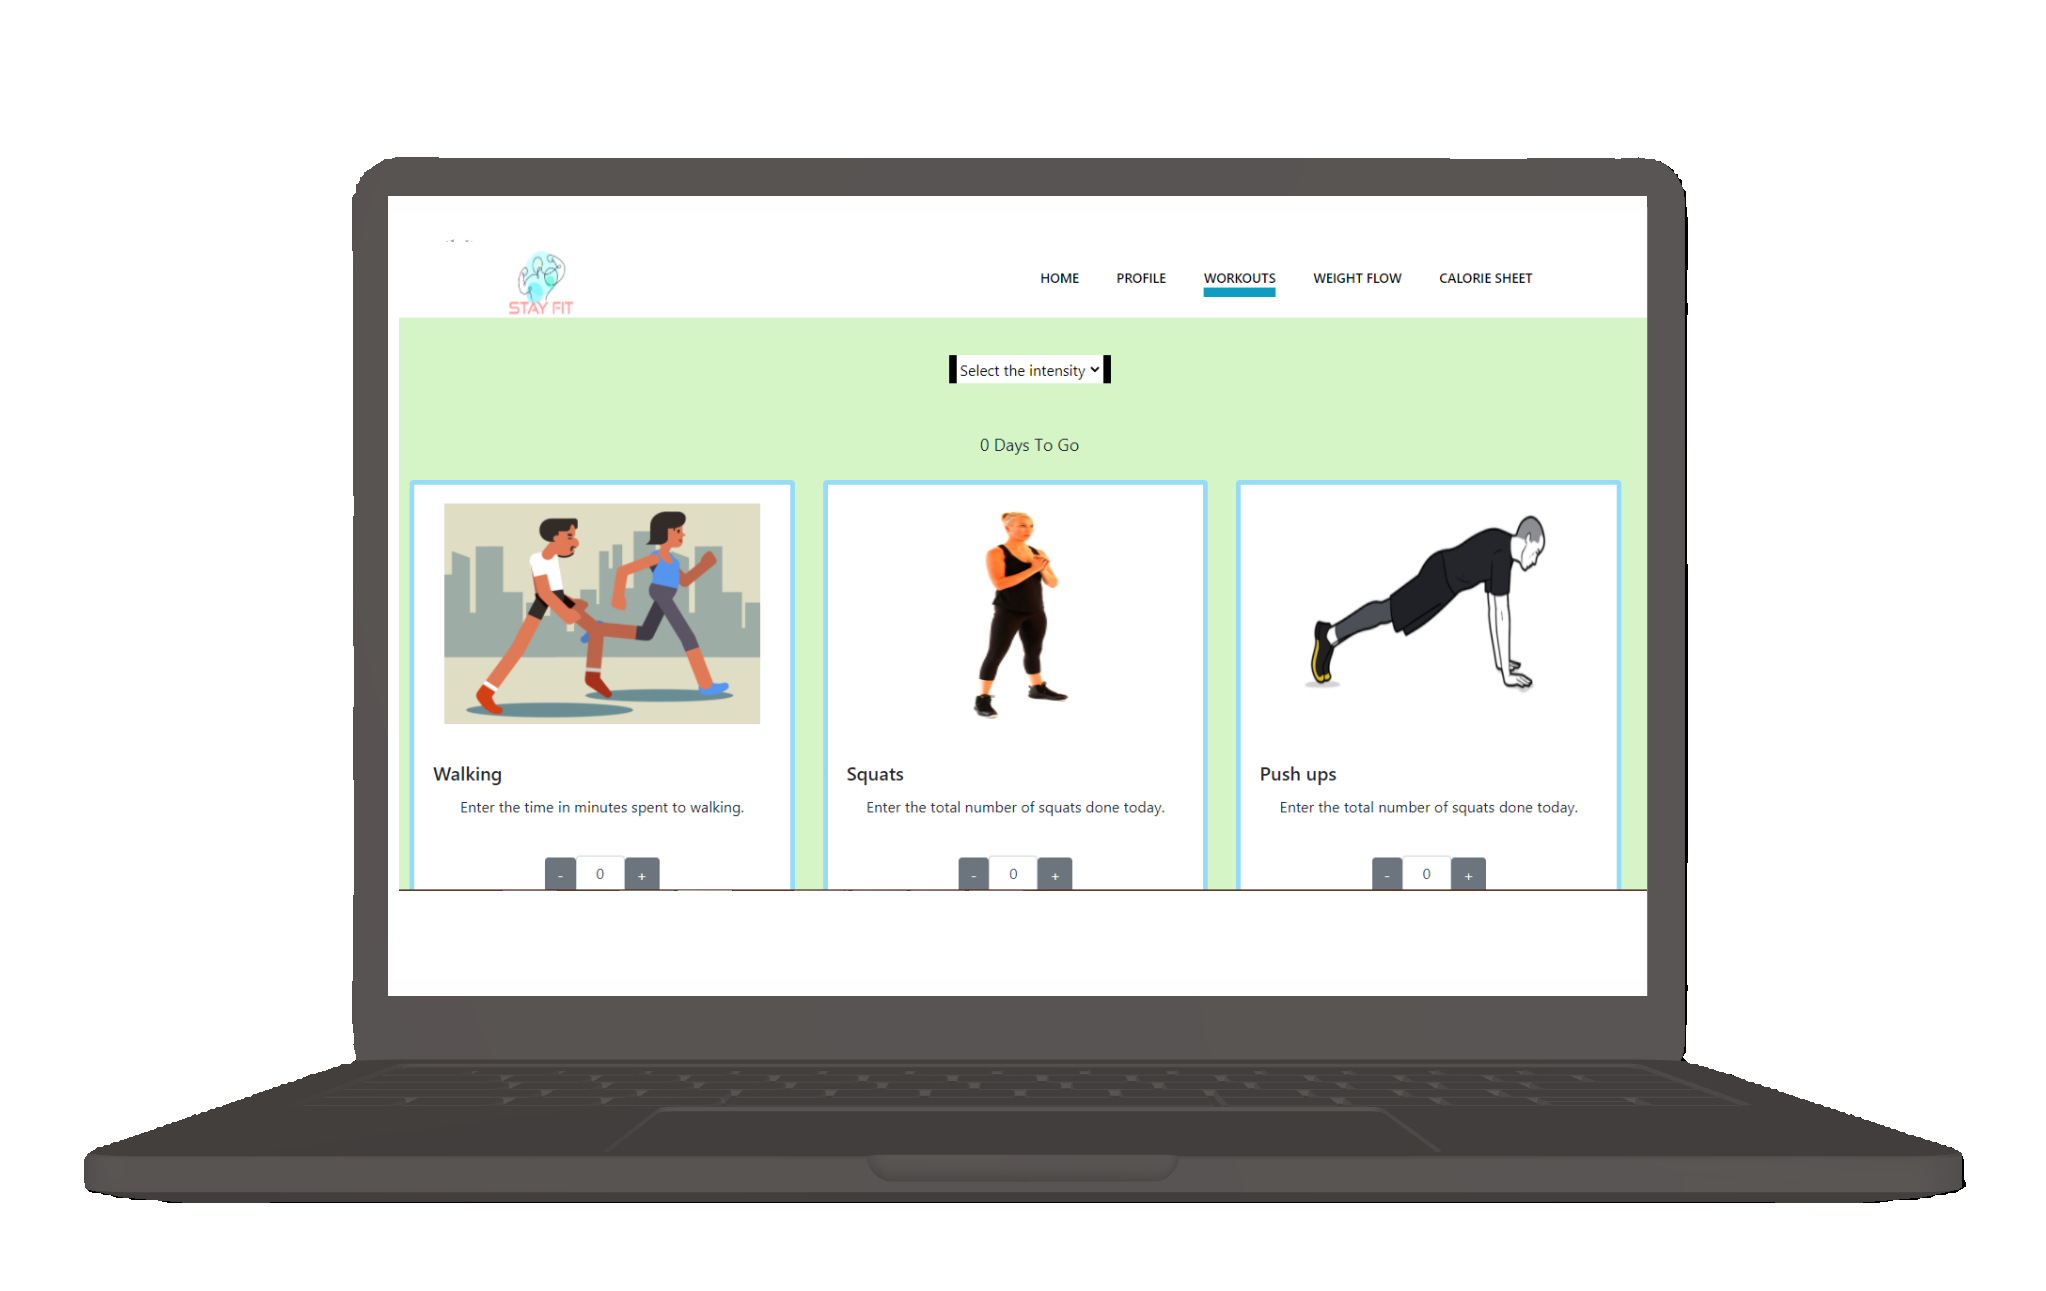 STAY FIT
HOME PROFILE WORKOUTS WEIGHT FLOW CALORIE SHEET
Select the intensity
0 Days To Go
Walking
Enter the time in minutes spent to walking.
- 0 +
Squats
Enter the total number of squats done today.
- 0 +
Push ups
Enter the total number of squats done today.
- 0 +